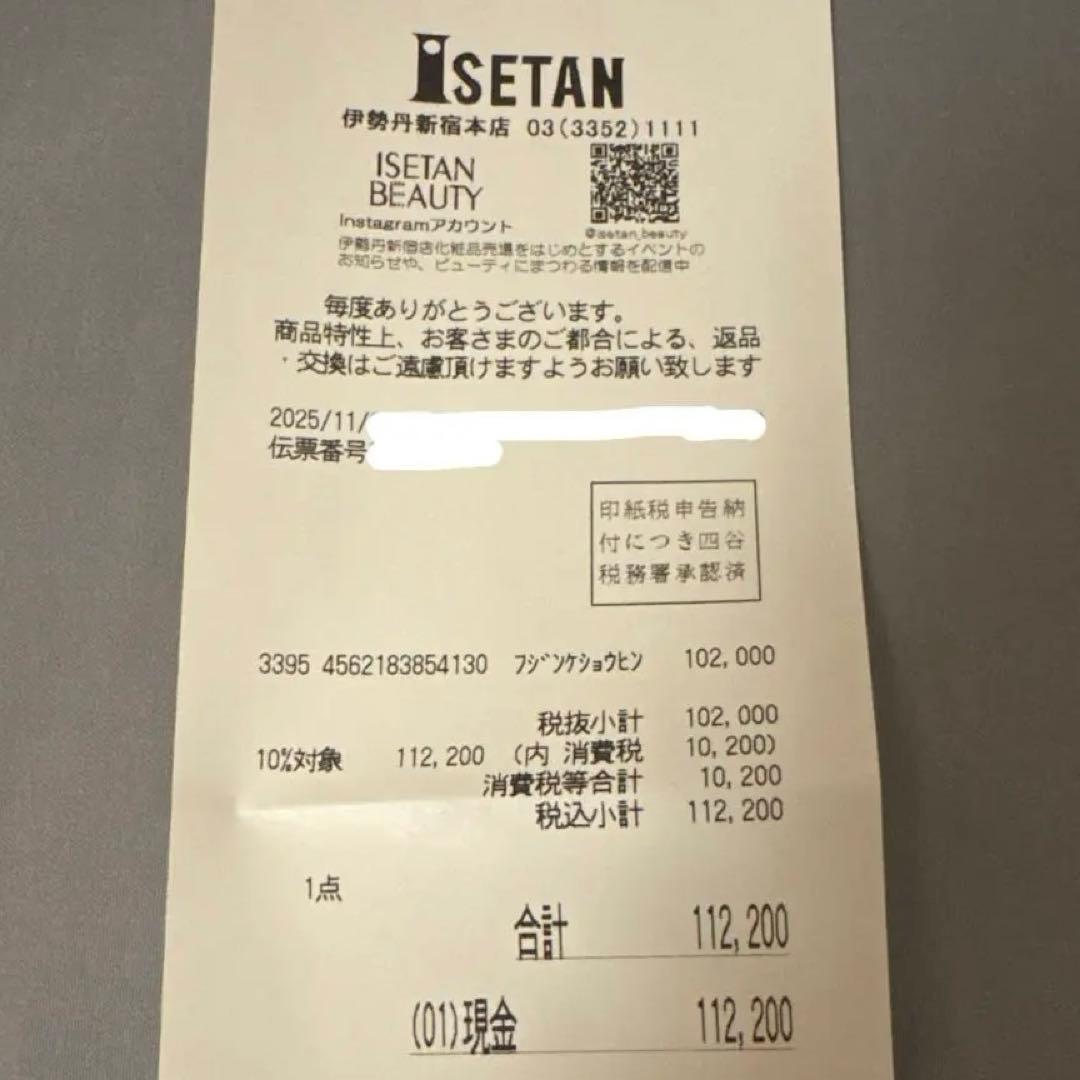 ISETAN
伊勢丹新宿本店 03(3352)1111
ISETAN
BEAUTY
Instagramアカウント
@isetan_beauty
伊勢丹新宿店化粧品売場をはじめとするイベントの
お知らせや、ビューティにまつわる情報を配信中
毎度ありがとうございます。
商品特性上、お客さまのご都合による、返品
・交換はご遠慮頂けますようお願い致します
2025/11/
伝票番号
印紙税申告納
付につき四谷
税務署承認済
3395 4562183854130 フジンケショウヒン 102,000
税抜小計 102,000
10%対象 112,200 (内 消費税 10,200)
消費税等合計 10,200
税込小計 112,200
1点
合計 112,200
(01)現金 112,200